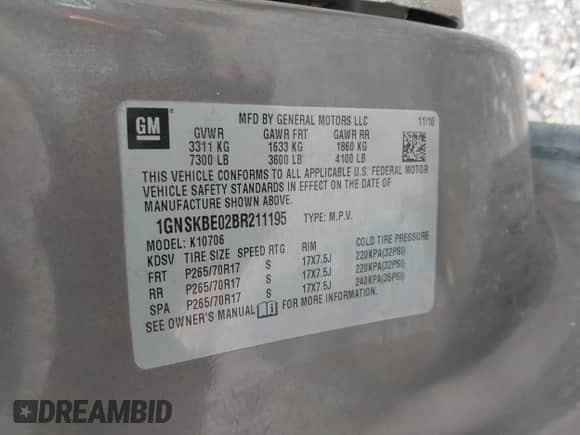 GM ®
MFD BY GENERAL MOTORS LLC 11/10
GVWR GAWR FRT GAWR RR
3311 KG 1633 KG 1860 KG
7300 LB 3600 LB 4100 LB
THIS VEHICLE CONFORMS TO ALL APPLICABLE U.S. FEDERAL MOTOR
VEHICLE SAFETY STANDARDS IN EFFECT ON THE DATE OF
MANUFACTURE SHOWN ABOVE.
1GNSKBE02BR211195 TYPE: M.P.V.
MODEL: K10706
KDSV TIRE SIZE SPEED RTG RIM COLD TIRE PRESSURE
FRT P265/70R17 S 17X7.5J 220KPA(32PSI)
RR P265/70R17 S 17X7.5J 220KPA(32PSI)
SPA P265/70R17 S 17X7.5J 240KPA(35PSI)
SEE OWNER'S MANUAL FOR MORE INFORMATION.
DREAMBID